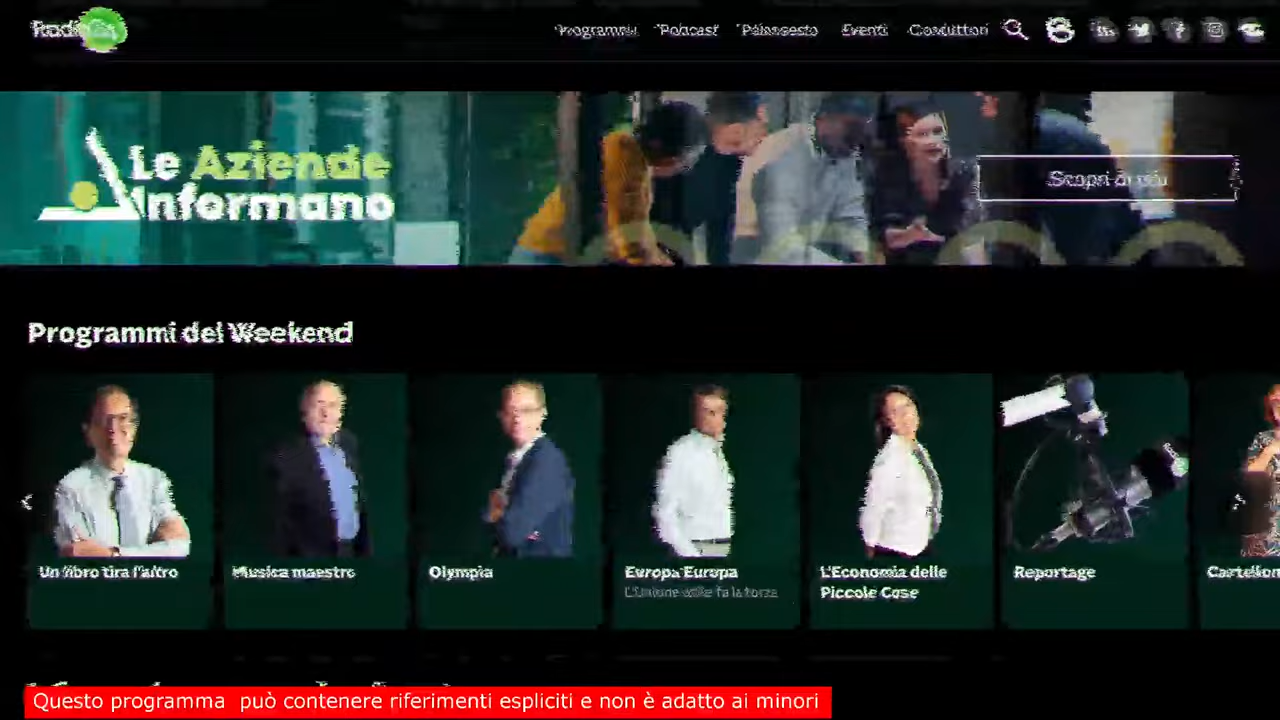 Programmi Podcast Palinsesto Eventi Conduttori
Le Aziende
Informano
Scopri di più
Programmi del Weekend
Un libro tira l'altro
Musica maestro
Olympia
Europa Europa
L'Economia delle
Piccole Cose
Reportage
Questo programma può contenere riferimenti espliciti e non è adatto ai minori